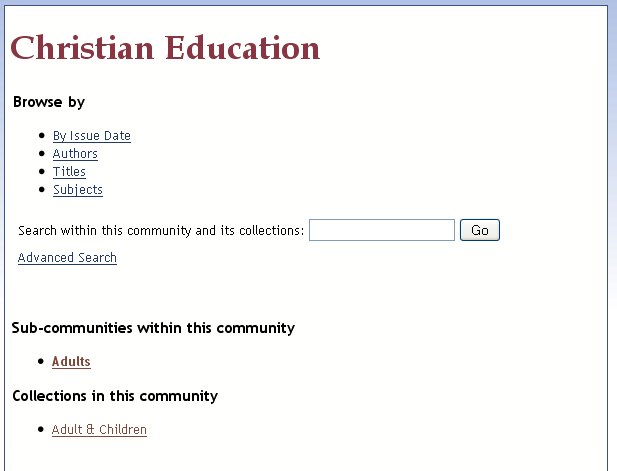 Christian Education
Browse by
By Issue Date
Authors
Titles
Subjects
Search within this community and its collections: Go
Advanced Search
Sub-communities within this community
Adults
Collections in this community
Adult & Children